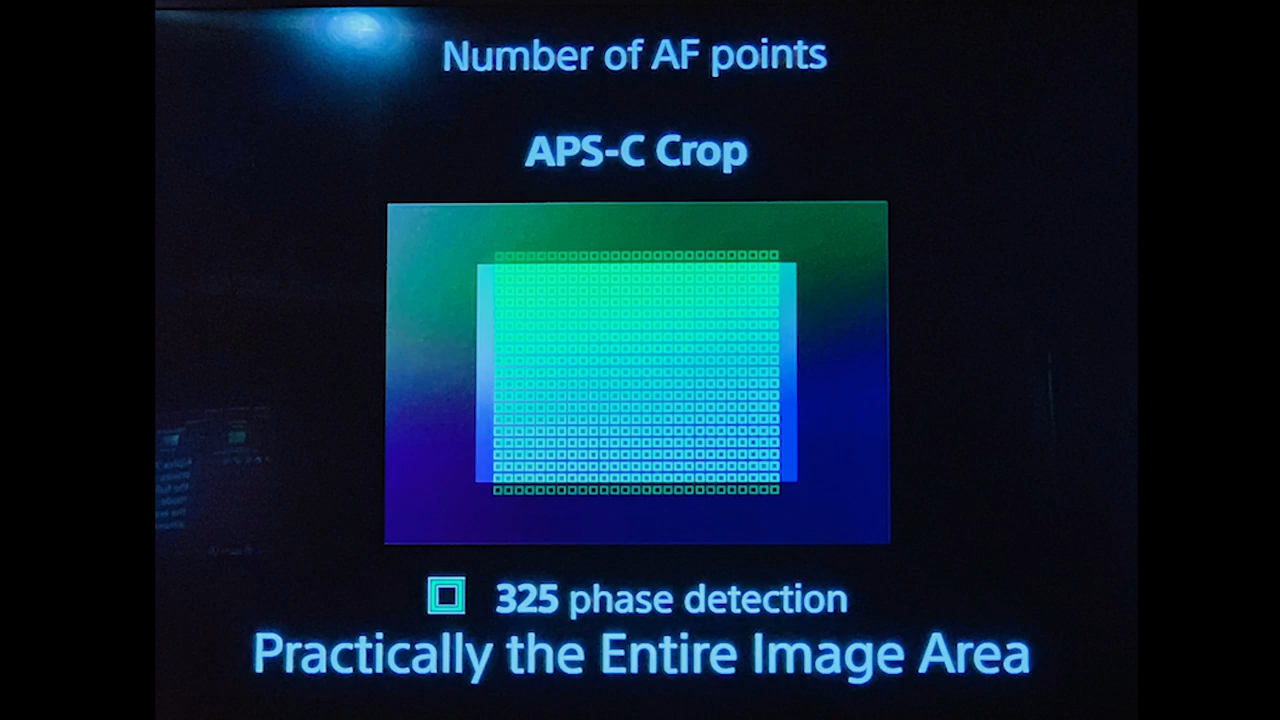 Number of AF points
APS-C Crop
325 phase detection
Practically the Entire Image Area